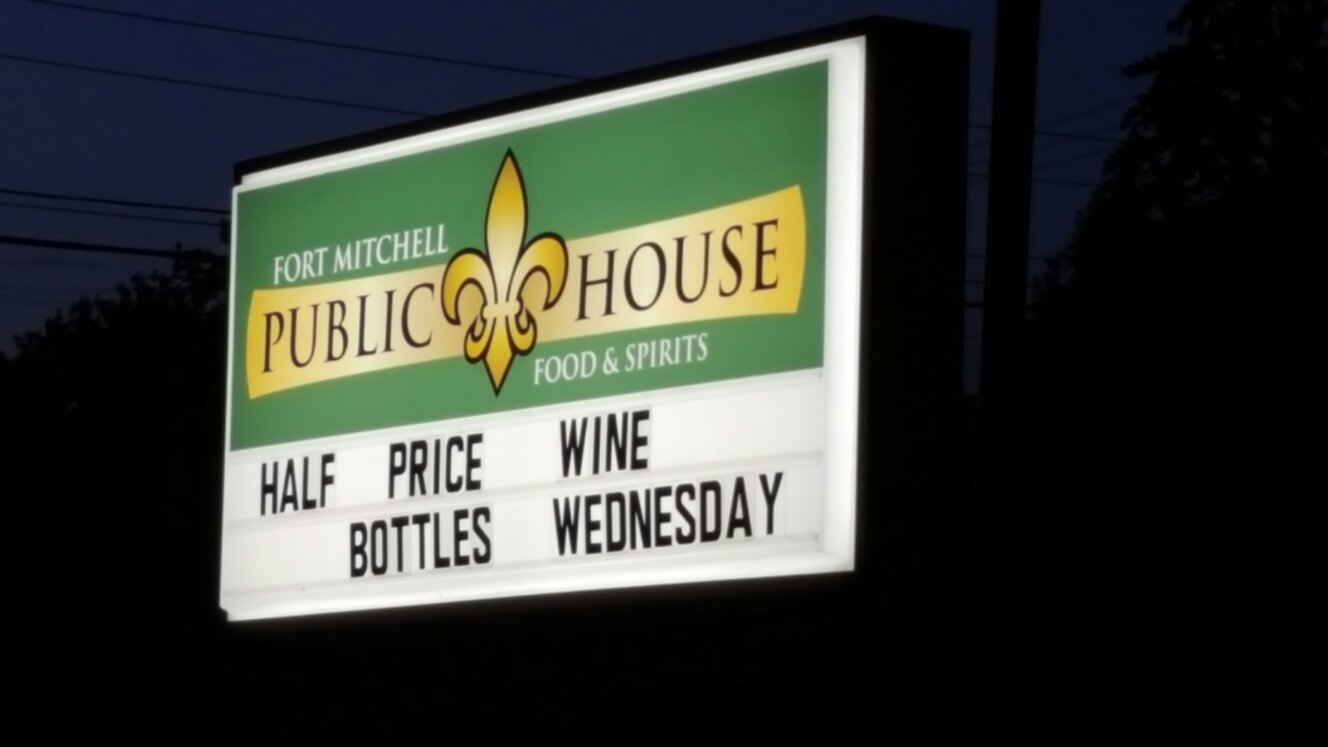 FORT MITCHELL
PUBLIC HOUSE
FOOD & SPIRITS
HALF PRICE WINE
BOTTLES WEDNESDAY